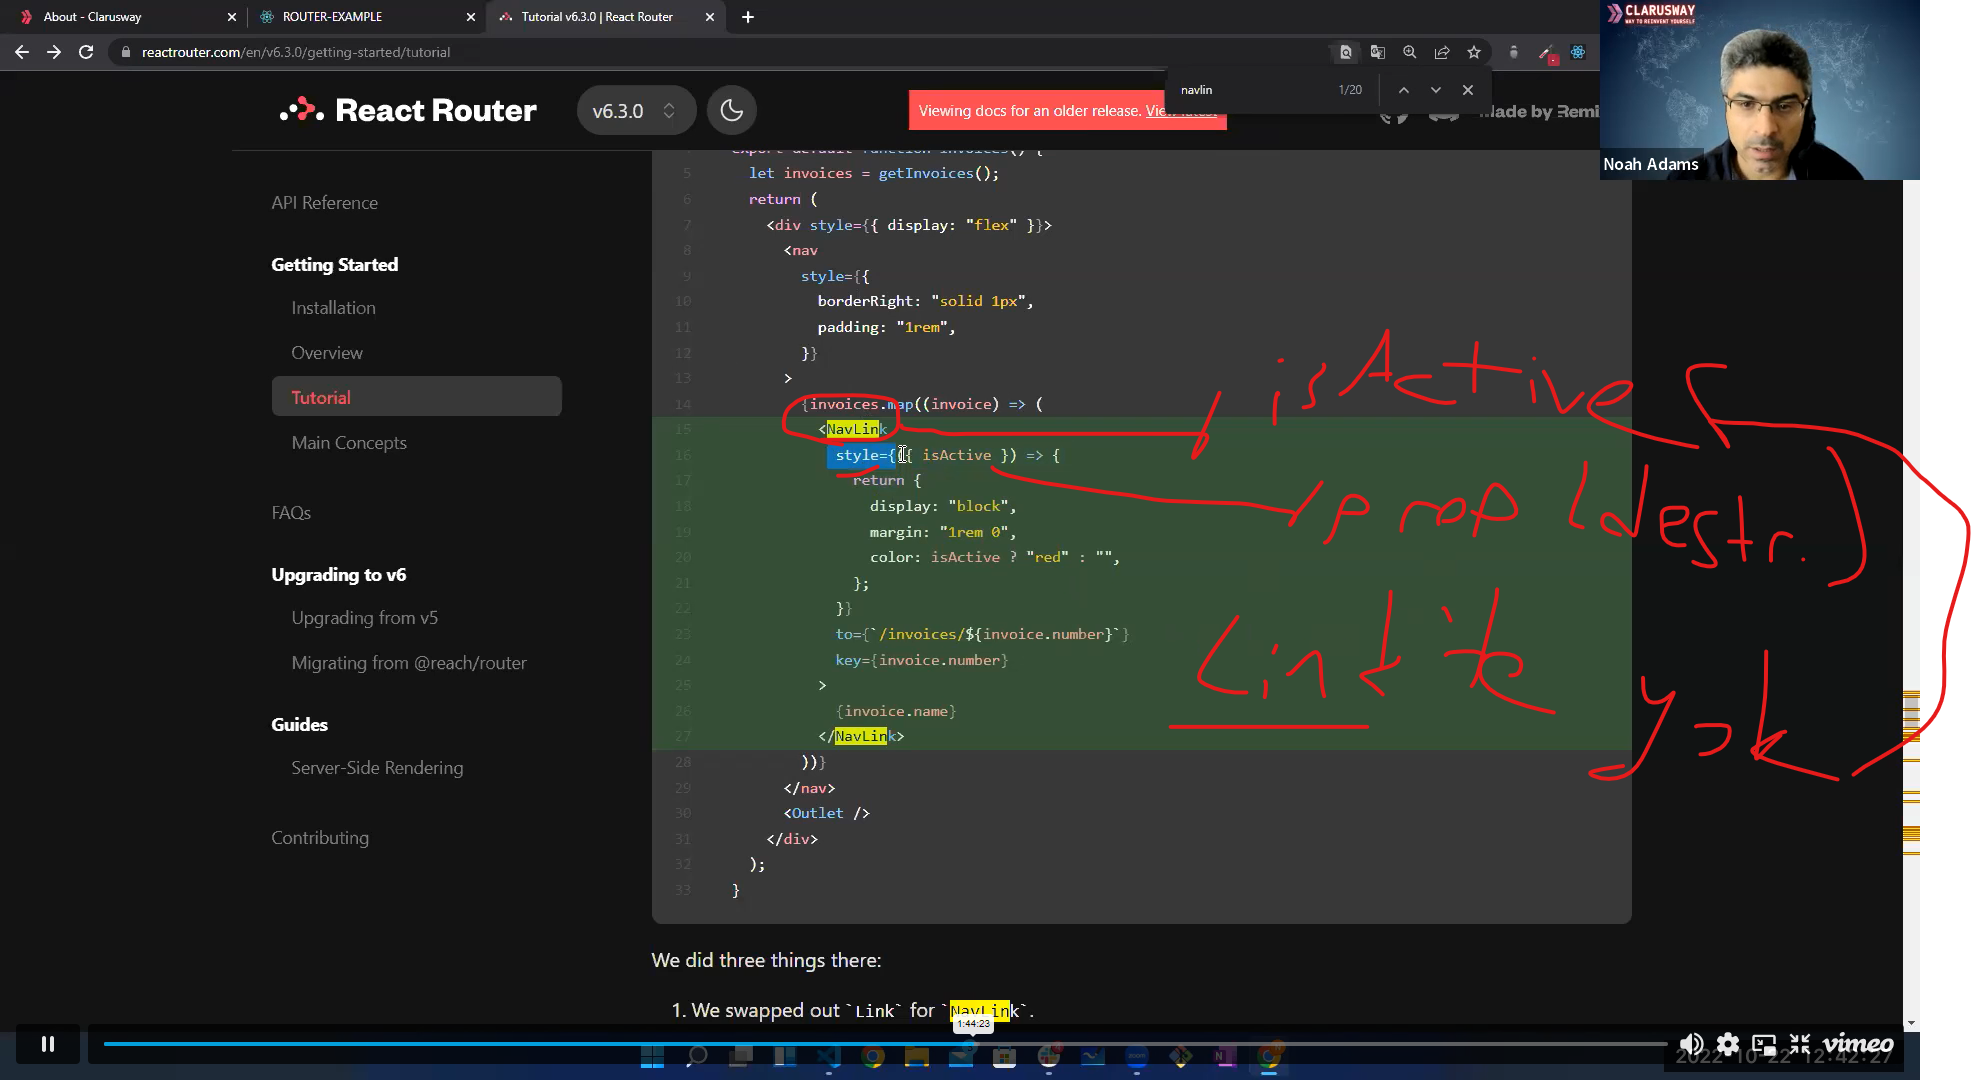 About - Clarusway
ROUTER-EXAMPLE
Tutorial v6.3.0 | React Router
reactrouter.com/en/v6.3.0/getting-started/tutorial
navlin 1/20
CLARUSWAY
WAY TO REINVENT YOURSELF
Noah Adams
React Router
v6.3.0
Viewing docs for an older release. View latest
Made by Remi
API Reference
Getting Started
Installation
Overview
Tutorial
Main Concepts
FAQs
Upgrading to v6
Upgrading from v5
Migrating from @reach/router
Guides
Server-Side Rendering
Contributing
export default function Invoices() {
5 let invoices = getInvoices();
6 return (
7 <div style={{ display: "flex" }}>
8 <nav
9 style={{
10 borderRight: "solid 1px",
11 padding: "1rem",
12 }}
13 >
14 {invoices.map((invoice) => (
15 <NavLink
16 style={({ isActive }) => {
17 return {
18 display: "block",
19 margin: "1rem 0",
20 color: isActive ? "red" : "",
21 };
22 }}
23 to={`/invoices/${invoice.number}`}
24 key={invoice.number}
25 >
26 {invoice.name}
27 </NavLink>
28 ))}
29 </nav>
30 <Outlet />
31 </div>
32 );
33 }
isActive
prop (destr.)
Link te
yok
We did three things there:
1. We swapped out `Link` for `NavLink`.
1:44:23
vimeo
2022-10-22 12:42:27